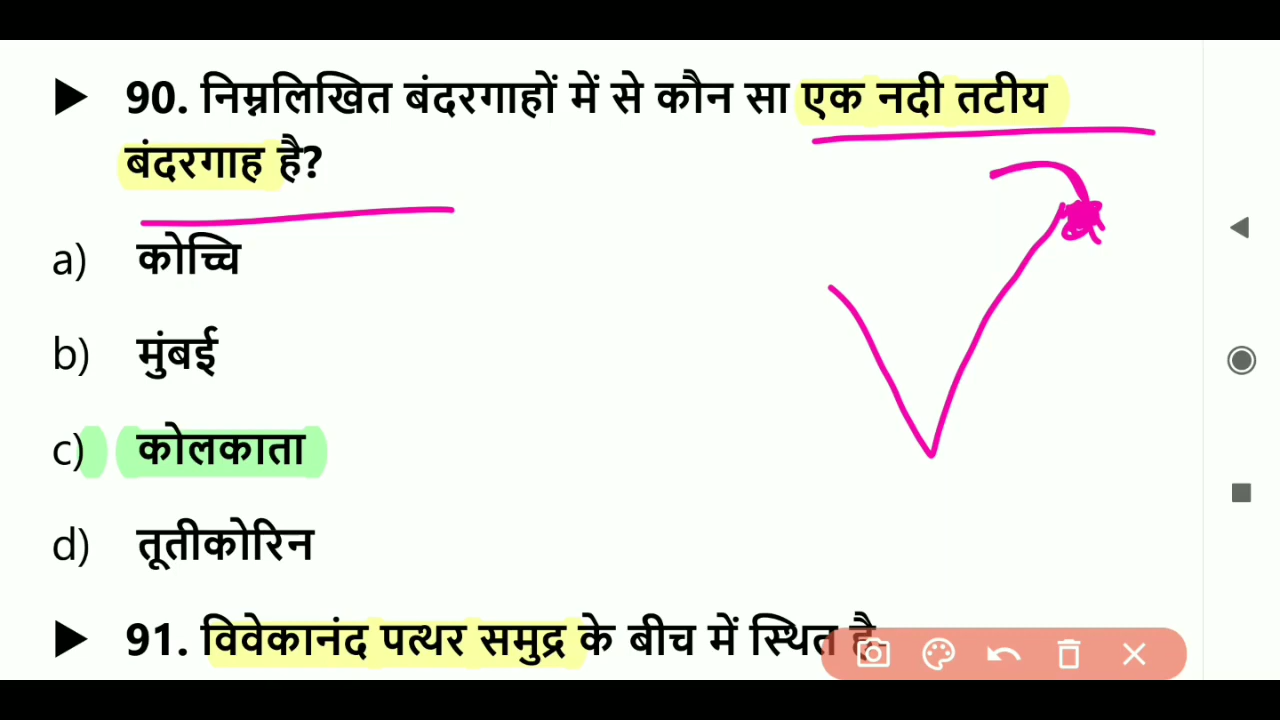 ▶ 90. निम्नलिखित बंदरगाहों में से कौन सा एक नदी तटीय
बंदरगाह है?
a) कोच्चि
b) मुंबई
c) कोलकाता
d) तूतीकोरिन
▶ 91. विवेकानंद पत्थर समुद्र के बीच में स्थित है